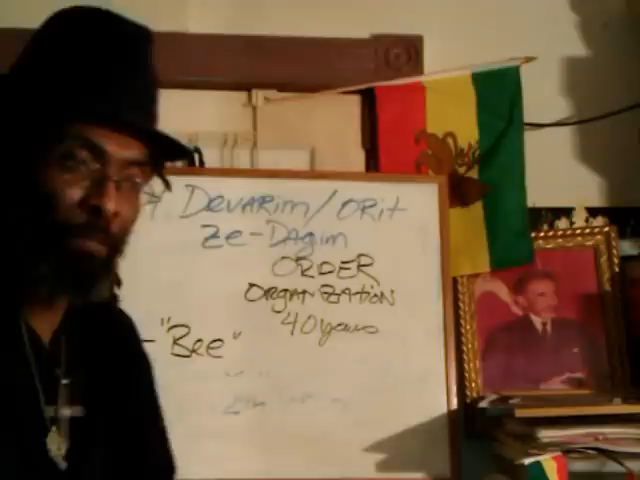 Devarim/Orit
Ze-Dagim
ORDER
ORganization
40 years
-"Bee"